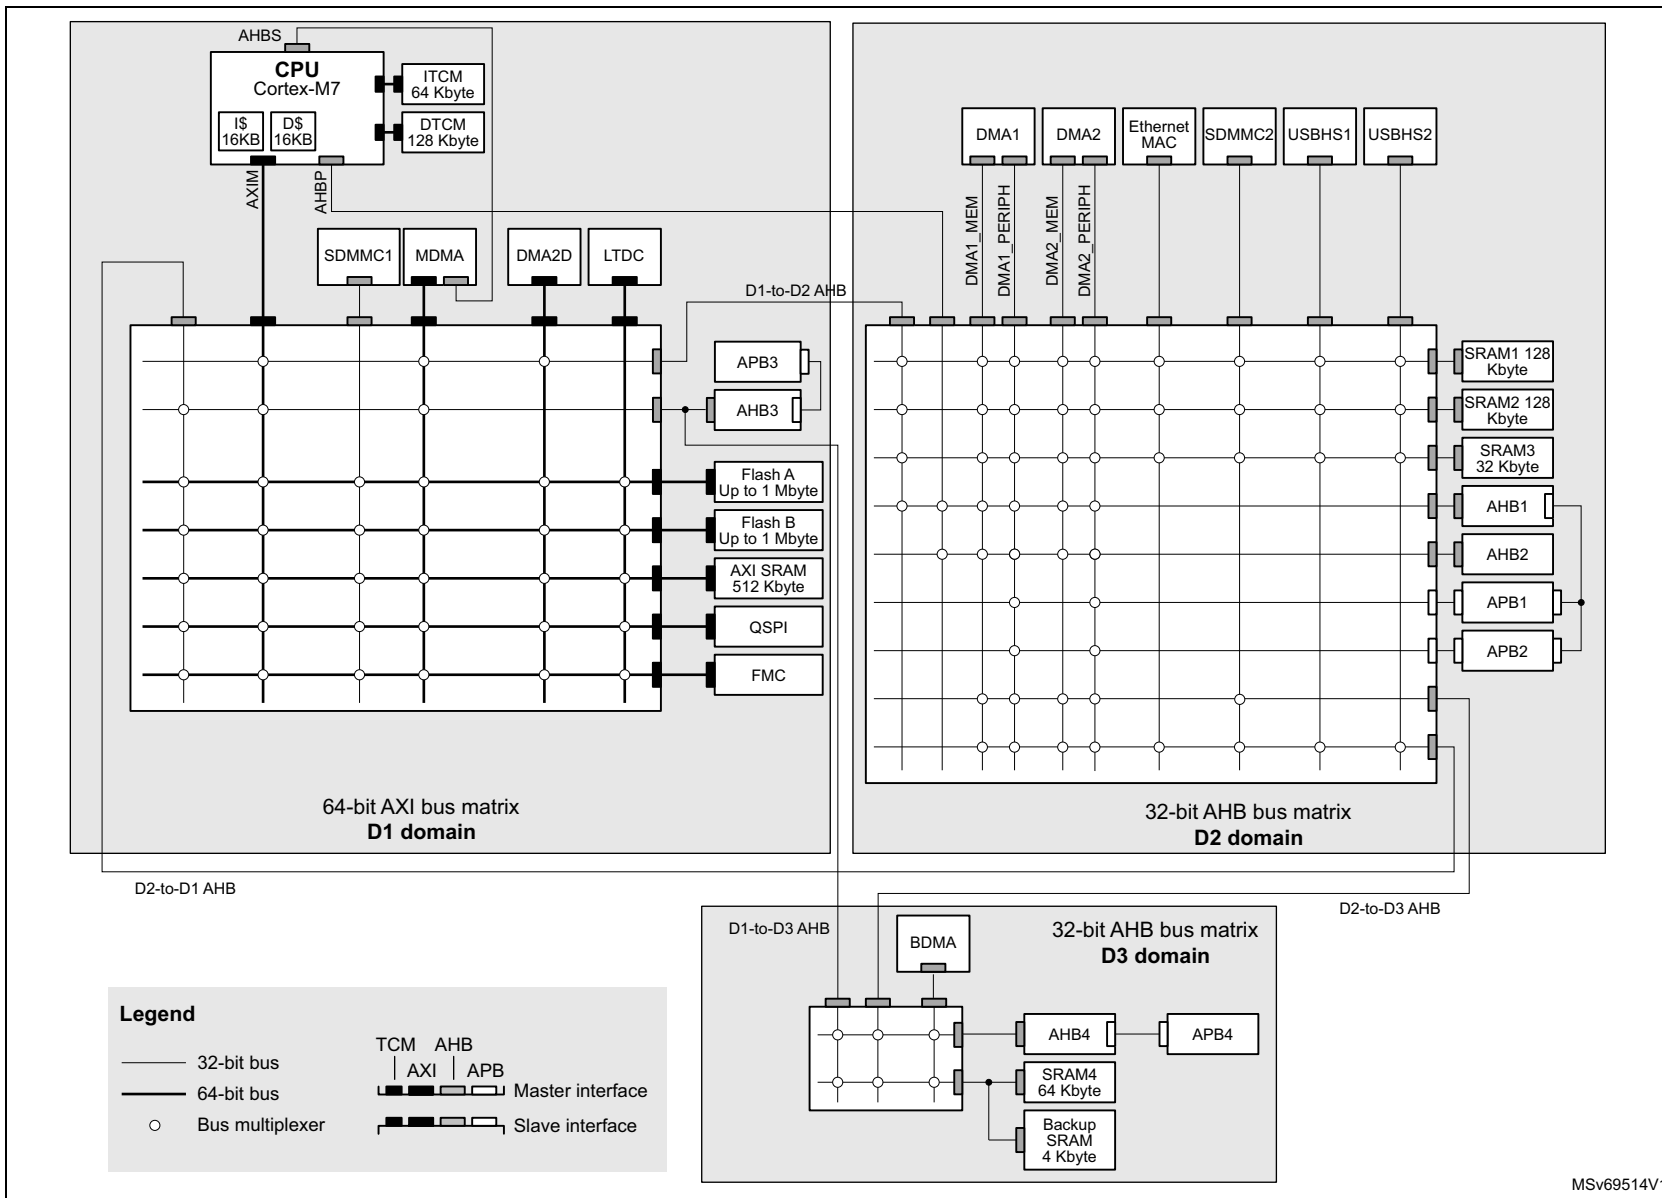 AHBS
CPU
Cortex-M7
I$
16KB
D$
16KB
ITCM
64 Kbyte
DTCM
128 Kbyte
AXIM
AHBP
SDMMC1
MDMA
DMA2D
LTDC
D1-to-D2 AHB
APB3
AHB3
Flash A
Up to 1 Mbyte
Flash B
Up to 1 Mbyte
AXI SRAM
512 Kbyte
QSPI
FMC
64-bit AXI bus matrix
D1 domain
DMA1
DMA2
Ethernet
MAC
SDMMC2
USBHS1
USBHS2
DMA1_MEM
DMA1_PERIPH
DMA2_MEM
DMA2_PERIPH
SRAM1 128
Kbyte
SRAM2 128
Kbyte
SRAM3
32 Kbyte
AHB1
AHB2
APB1
APB2
32-bit AHB bus matrix
D2 domain
D2-to-D1 AHB
D2-to-D3 AHB
D1-to-D3 AHB
BDMA
32-bit AHB bus matrix
D3 domain
AHB4
APB4
SRAM4
64 Kbyte
Backup
SRAM
4 Kbyte
Legend
32-bit bus
64-bit bus
Bus multiplexer
TCM
AHB
AXI
APB
Master interface
Slave interface
MSv69514V1